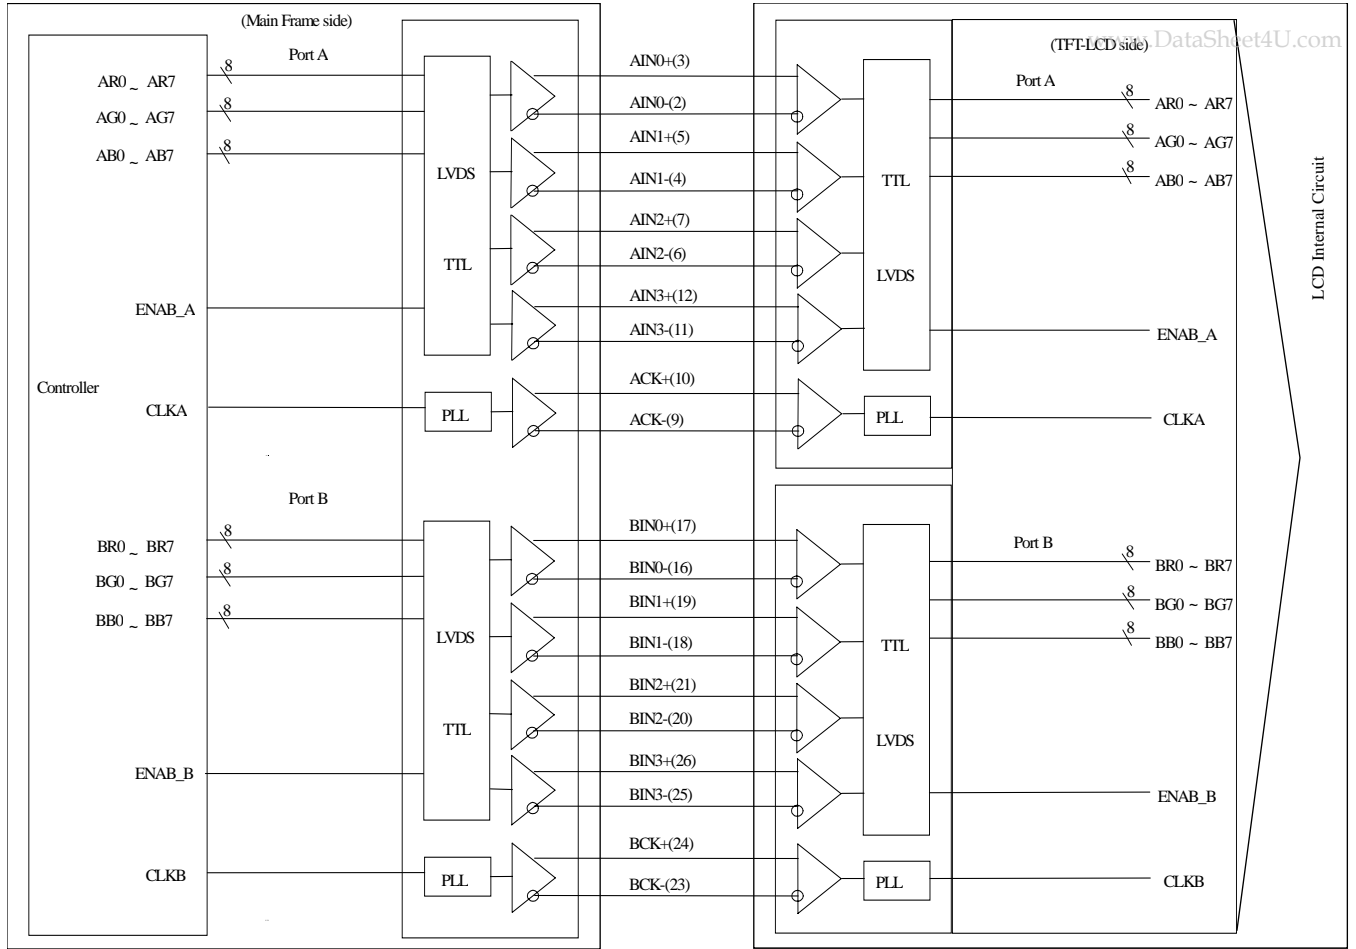 (Main Frame side)
www.DataSheet4U.com
(TFT-LCD side)
Port A
8
AR0 ~ AR7
8
AG0 ~ AG7
8
AB0 ~ AB7
LVDS
TTL
ENAB_A
Controller
CLKA
PLL
AIN0+(3)
AIN0-(2)
AIN1+(5)
AIN1-(4)
AIN2+(7)
AIN2-(6)
AIN3+(12)
AIN3-(11)
ACK+(10)
ACK-(9)
TTL
LVDS
PLL
Port A
8
AR0 ~ AR7
8
AG0 ~ AG7
8
AB0 ~ AB7
ENAB_A
CLKA
LCD Internal Circuit
Port B
8
BR0 ~ BR7
8
BG0 ~ BG7
8
BB0 ~ BB7
LVDS
TTL
ENAB_B
CLKB
PLL
BIN0+(17)
BIN0-(16)
BIN1+(19)
BIN1-(18)
BIN2+(21)
BIN2-(20)
BIN3+(26)
BIN3-(25)
BCK+(24)
BCK-(23)
TTL
LVDS
PLL
Port B
8
BR0 ~ BR7
8
BG0 ~ BG7
8
BB0 ~ BB7
ENAB_B
CLKB